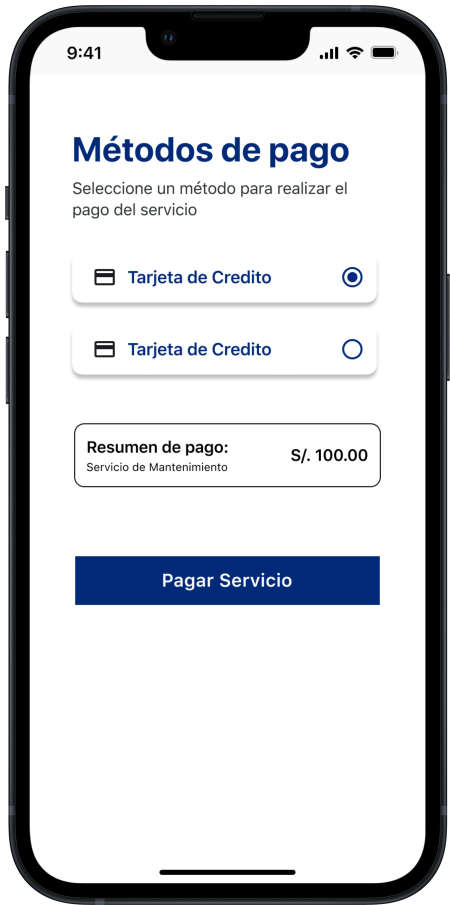 9:41
Métodos de pago
Seleccione un método para realizar el
pago del servicio
Tarjeta de Credito
Tarjeta de Credito
Resumen de pago:
Servicio de Mantenimiento
S/. 100.00
Pagar Servicio